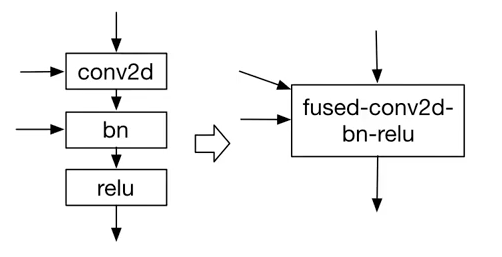 conv2d
bn
relu
fused-conv2d-
bn-relu